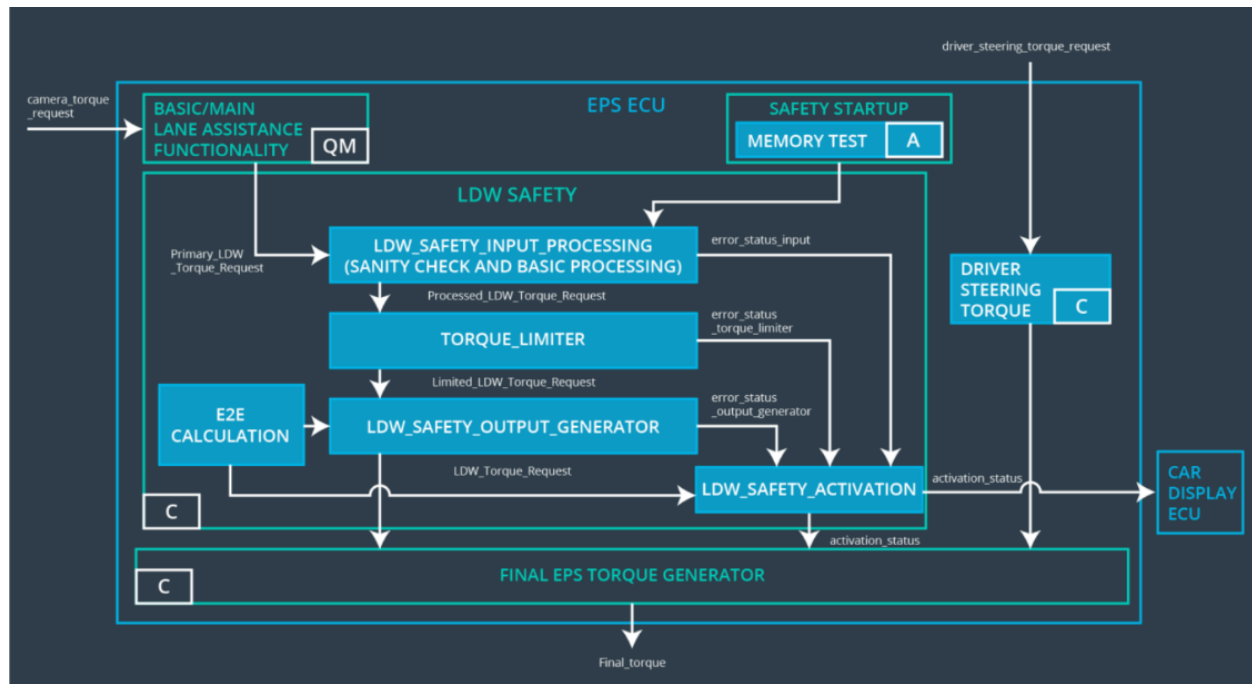 driver_steering_torque_request
camera_torque
_request
BASIC/MAIN
LANE ASSISTANCE
FUNCTIONALITY
QM
EPS ECU
SAFETY STARTUP
MEMORY TEST
A
LDW SAFETY
LDW_SAFETY_INPUT_PROCESSING
(SANITY CHECK AND BASIC PROCESSING)
error_status_input
Primary_LDW
_Torque_Request
DRIVER
STEERING
TORQUE
C
Processed_LDW_Torque_Request
TORQUE_LIMITER
error_status
_torque_limiter
Limited_LDW_Torque_Request
E2E
CALCULATION
LDW_SAFETY_OUTPUT_GENERATOR
error_status
_output_generator
LDW_Torque_Request
LDW_SAFETY_ACTIVATION
activation_status
CAR
DISPLAY
ECU
C
activation_status
FINAL EPS TORQUE GENERATOR
C
Final_torque